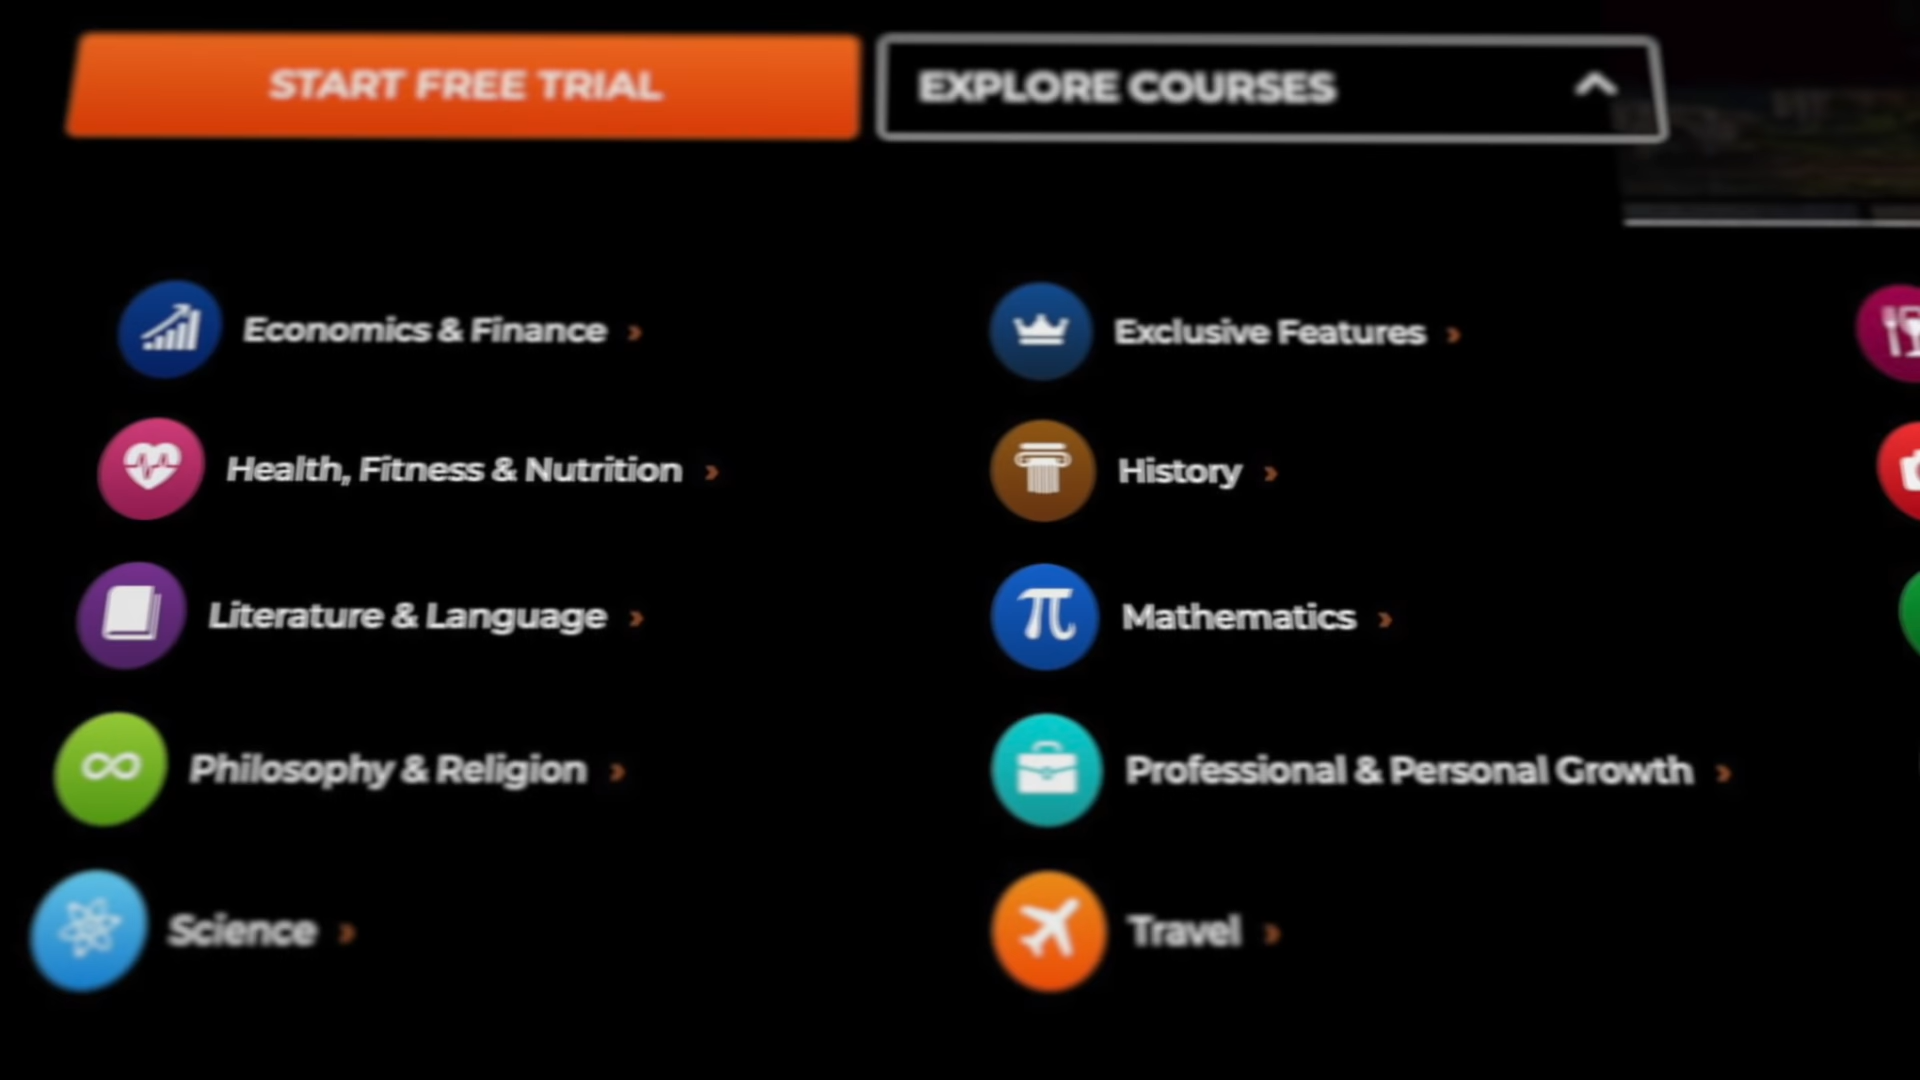 START FREE TRIAL
EXPLORE COURSES
Economics & Finance
Exclusive Features
Health, Fitness & Nutrition
History
Literature & Language
Mathematics
Philosophy & Religion
Professional & Personal Growth
Science
Travel